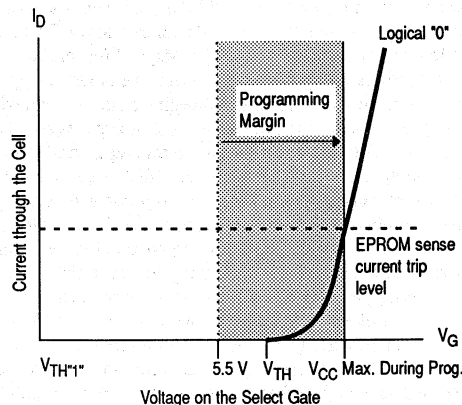 I_D
Logical "0"
Programming
Margin
Current through the Cell
EPROM sense
current trip
level
V_G
V_TH"1"
5.5 V
V_TH
V_CC Max. During Prog.
Voltage on the Select Gate